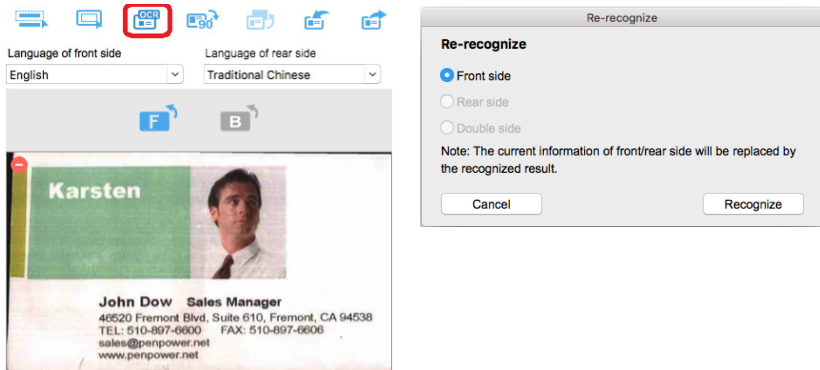 OCR
90°
Language of front side
Language of rear side
English
Traditional Chinese
F
B
Karsten
John Dow Sales Manager
46520 Fremont Blvd, Suite 610, Fremont, CA 94538
TEL: 510-897-6600 FAX: 510-897-6606
sales@penpower.net
www.penpower.net
Re-recognize
Re-recognize
Front side
Rear side
Double side
Note: The current information of front/rear side will be replaced by
the recognized result.
Cancel
Recognize